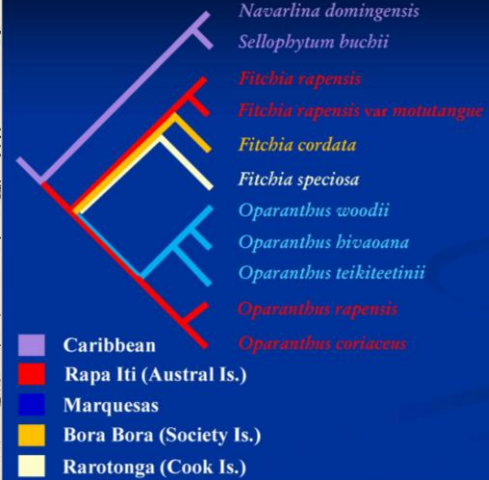 Navarlina domingensis
Sellophytum buchii
Fitchia rapensis
Fitchia rapensis var motutangue
Fitchia cordata
Fitchia speciosa
Oparanthus woodii
Oparanthus hivaoana
Oparanthus teikiteetinii
Oparanthus rapensis
Oparanthus coriaceus
Caribbean
Rapa Iti (Austral Is.)
Marquesas
Bora Bora (Society Is.)
Rarotonga (Cook Is.)